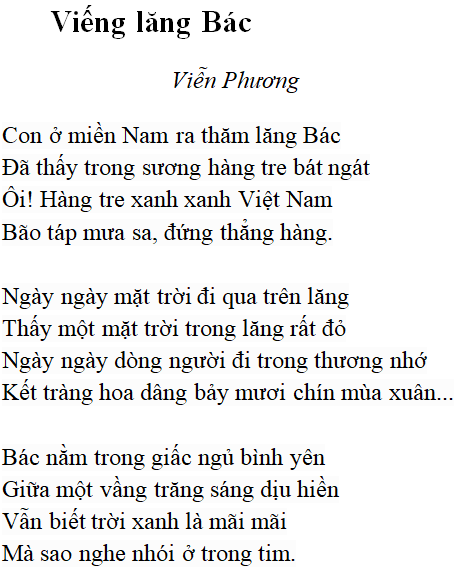 Viếng lăng Bác
Viễn Phương
Con ở miền Nam ra thăm lăng Bác
Đã thấy trong sương hàng tre bát ngát
Ôi! Hàng tre xanh xanh Việt Nam
Bão táp mưa sa, đứng thẳng hàng.
Ngày ngày mặt trời đi qua trên lăng
Thấy một mặt trời trong lăng rất đỏ
Ngày ngày dòng người đi trong thương nhớ
Kết tràng hoa dâng bảy mươi chín mùa xuân...
Bác nằm trong giấc ngủ bình yên
Giữa một vầng trăng sáng dịu hiền
Vẫn biết trời xanh là mãi mãi
Mà sao nghe nhói ở trong tim.